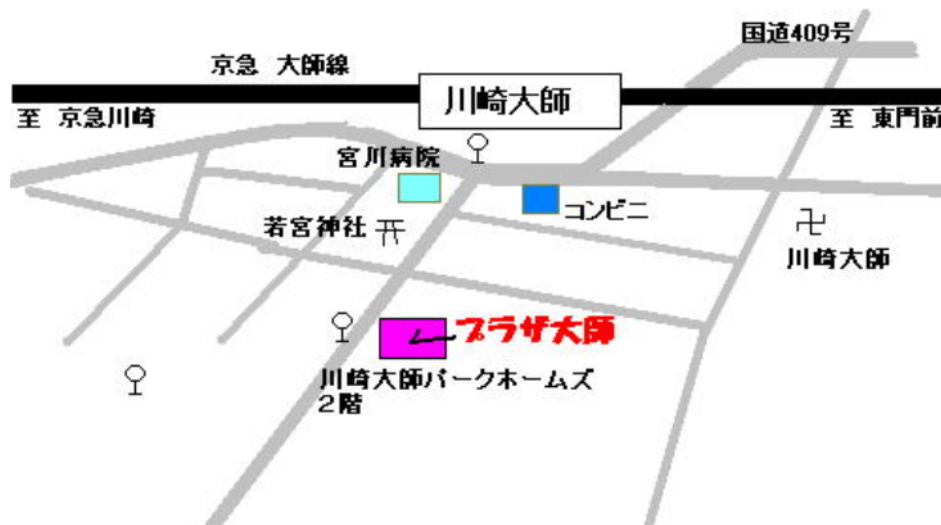 国道409号
京急 大師線
川崎大師
至 京急川崎
至 東門前
宮川病院
コンビニ
若宮神社
卍
川崎大師
プラザ大師
川崎大師パークホームズ
2階